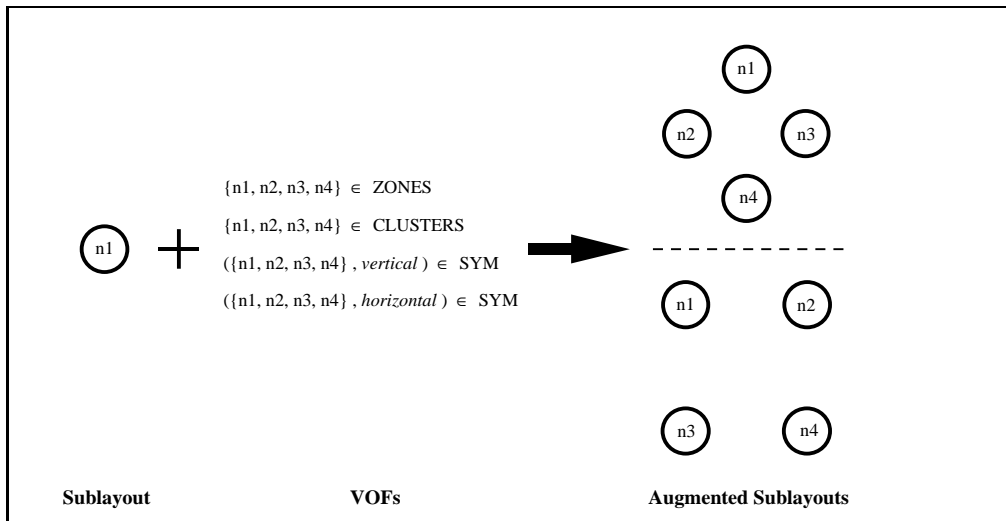 n1
n2 n3
n4
{n1, n2, n3, n4} ∈ ZONES
{n1, n2, n3, n4} ∈ CLUSTERS
n1
({n1, n2, n3, n4} , vertical ) ∈ SYM
({n1, n2, n3, n4} , horizontal ) ∈ SYM
n1 n2
n3 n4
Sublayout VOFs Augmented Sublayouts